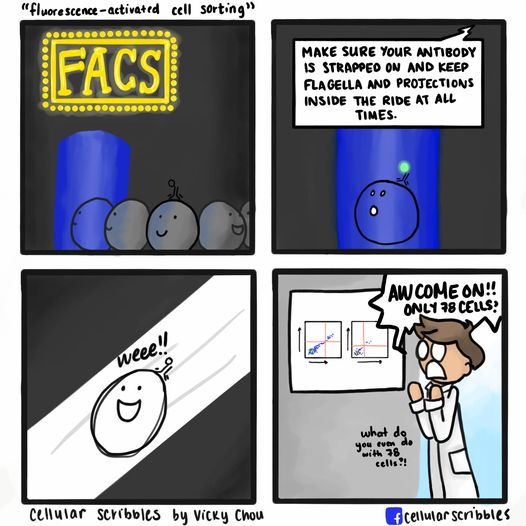 "fluorescence-activated cell sorting"
FACS
MAKE SURE YOUR ANTIBODY
IS STRAPPED ON AND KEEP
FLAGELLA AND PROJECTIONS
INSIDE THE RIDE AT ALL
TIMES.
weee!!
AW COME ON!!
ONLY 78 CELLS?
what do
you even do
with 78
cells?!
cellular scribbles by Vicky Chou
f cellularscribbles